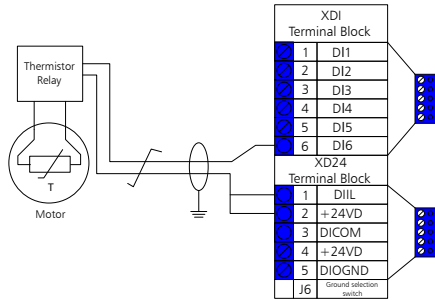 XDI
Terminal Block
1 DI1
2 DI2
3 DI3
4 DI4
5 DI5
6 DI6
XD24
Terminal Block
1 DIIL
2 +24VD
3 DICOM
4 +24VD
5 DIOGND
J6 Ground selection
switch
Thermistor
Relay
T
Motor